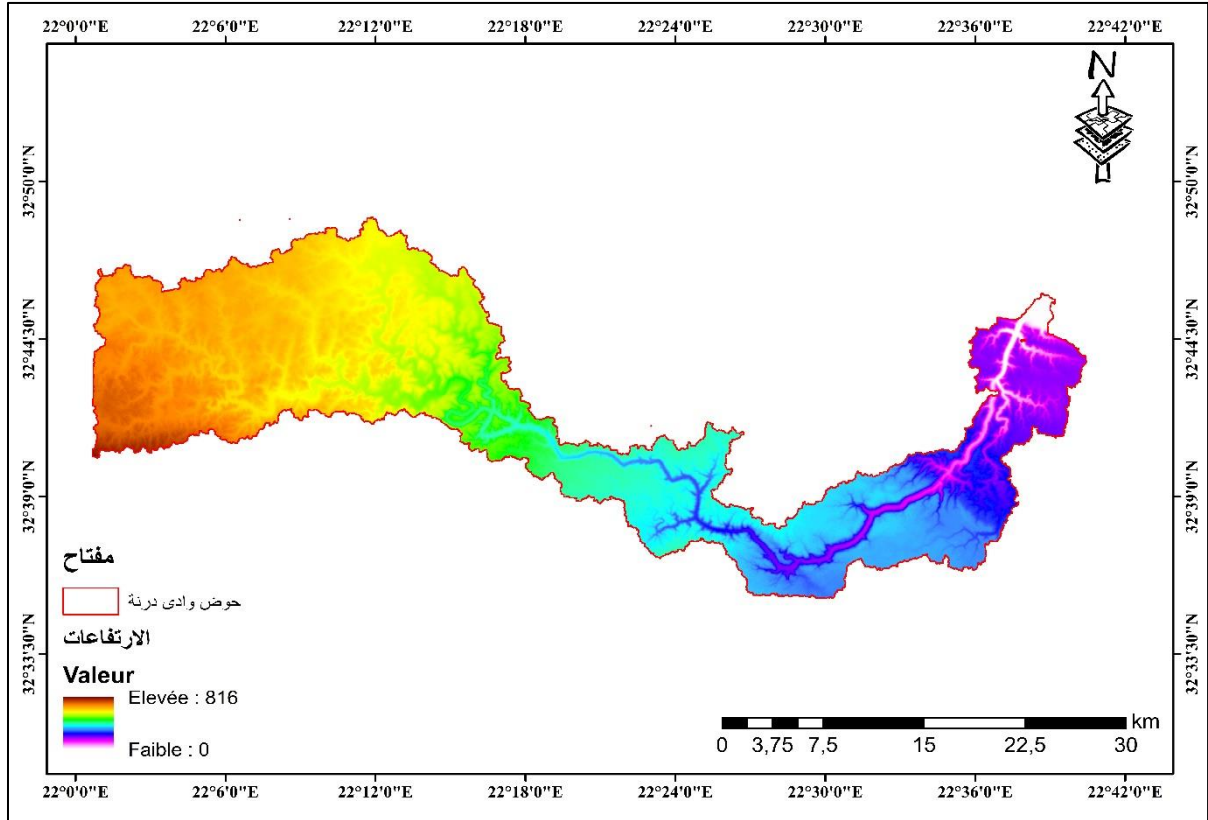 22°0'0"E 22°6'0"E 22°12'0"E 22°18'0"E 22°24'0"E 22°30'0"E 22°36'0"E 22°42'0"E
N
32°50'0"N 32°50'0"N
32°44'30"N 32°44'30"N
32°39'0"N 32°39'0"N
32°33'30"N 32°33'30"N
مفتاح
حوض وادى درنة
الارتفاعات
Valeur
Elevée : 816
Faible : 0
km
0 3,75 7,5 15 22,5 30
22°0'0"E 22°6'0"E 22°12'0"E 22°18'0"E 22°24'0"E 22°30'0"E 22°36'0"E 22°42'0"E